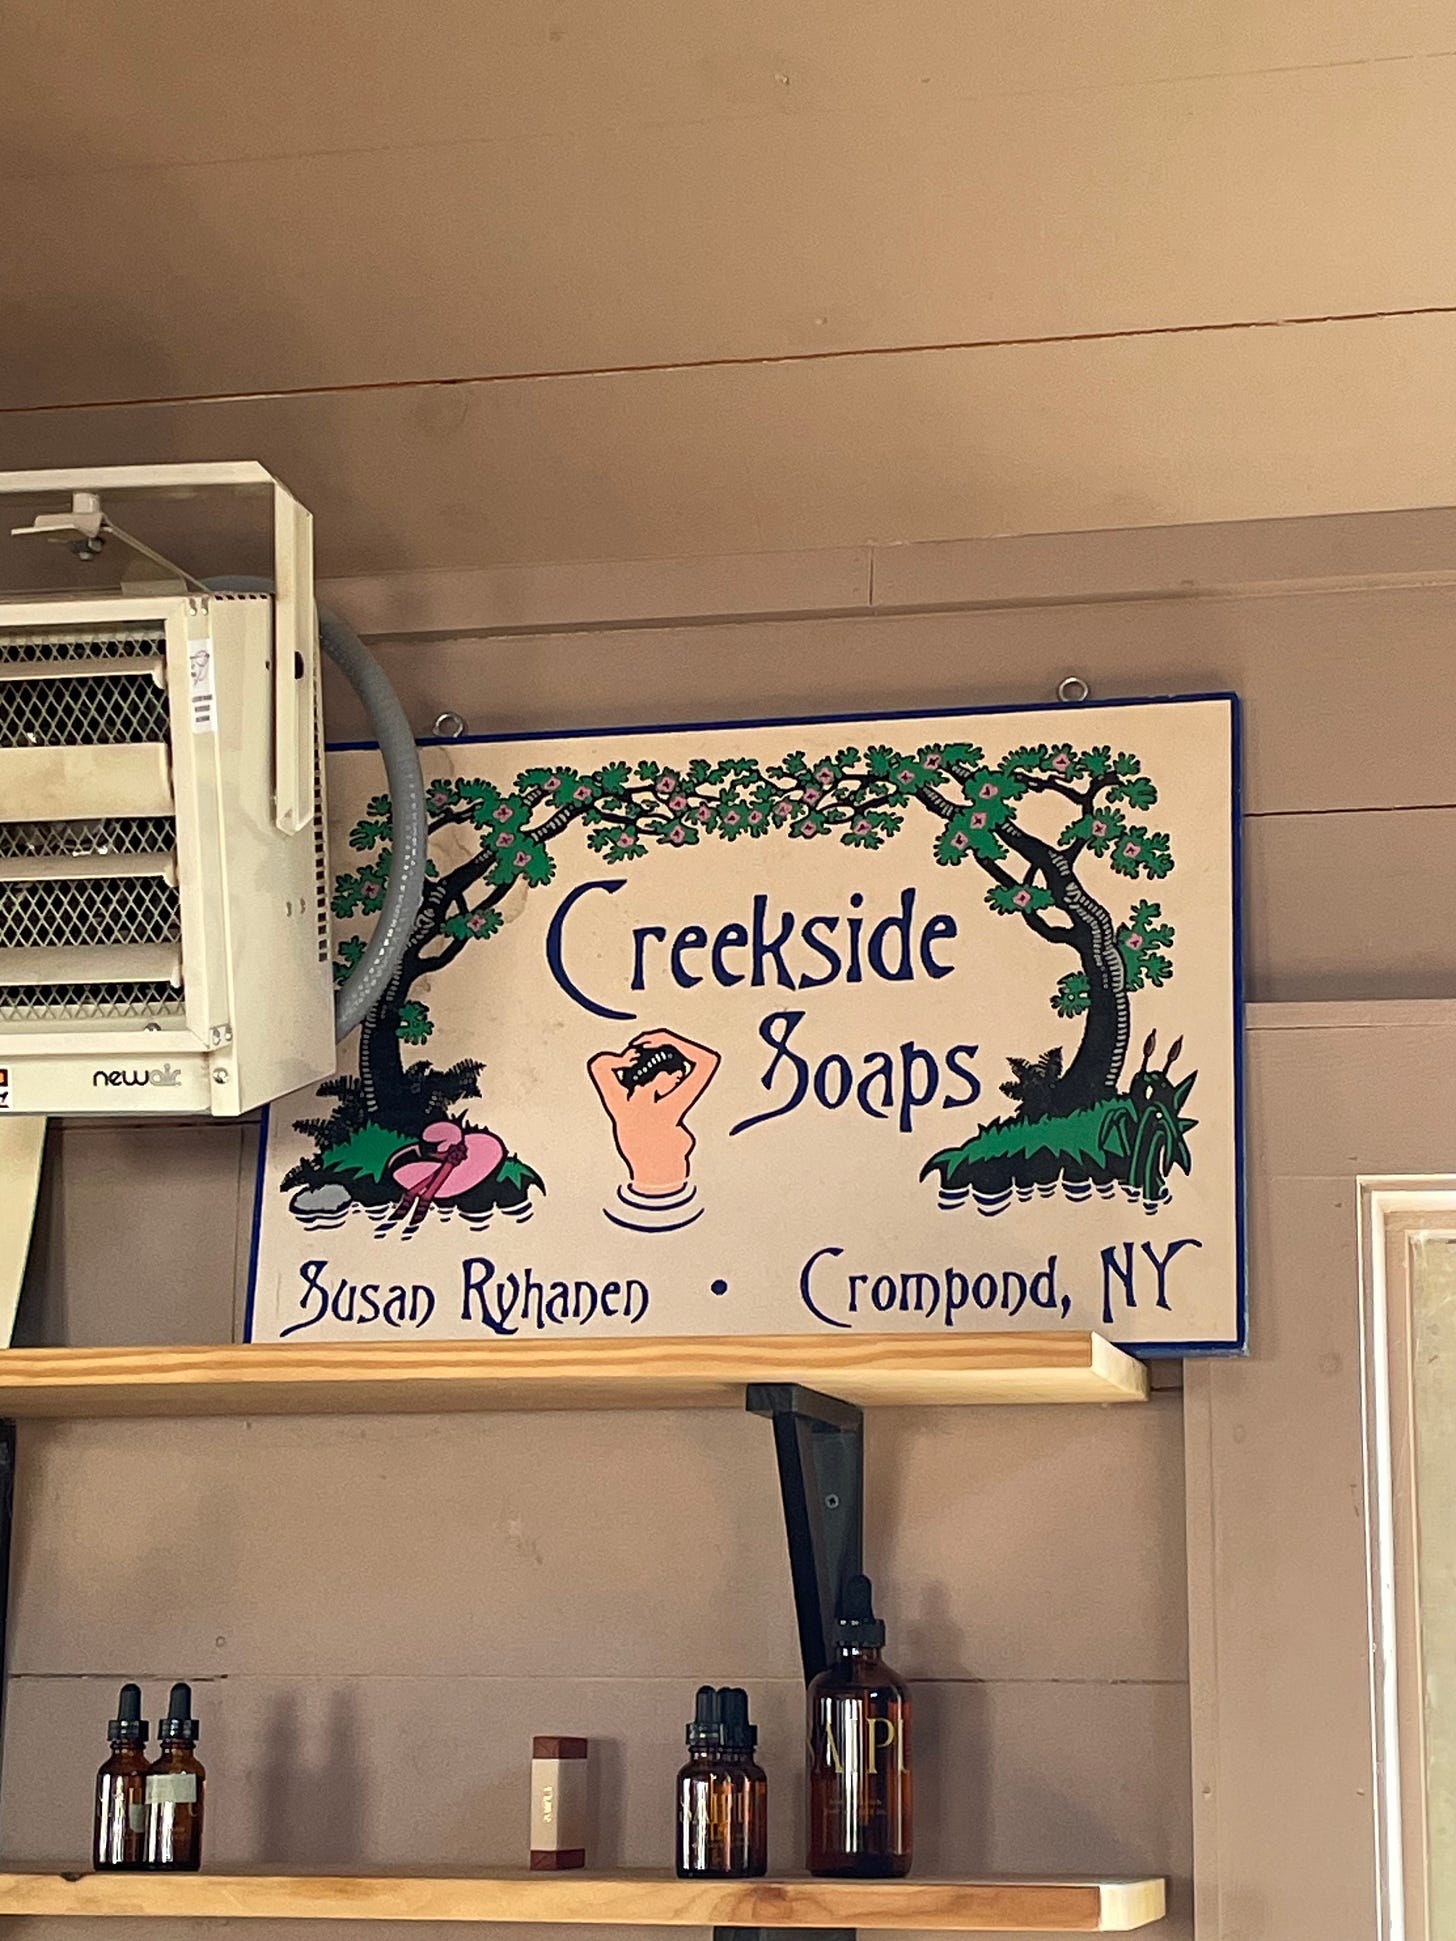 Creekside
Soaps
Susan Ryhanen • Crompond, NY
newair